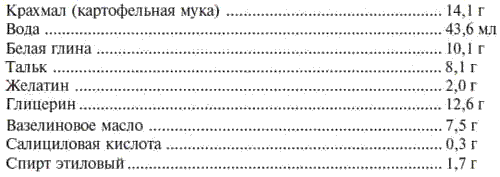 Крахмал (картофельная мука) ........................................ 14,1 г
Вода ........................................ 43,6 мл
Белая глина ........................................ 10,1 г
Тальк ........................................ 8,1 г
Желатин ........................................ 2,0 г
Глицерин ........................................ 12,6 г
Вазелиновое масло ........................................ 7,5 г
Салициловая кислота ........................................ 0,3 г
Спирт этиловый ........................................ 1,7 г